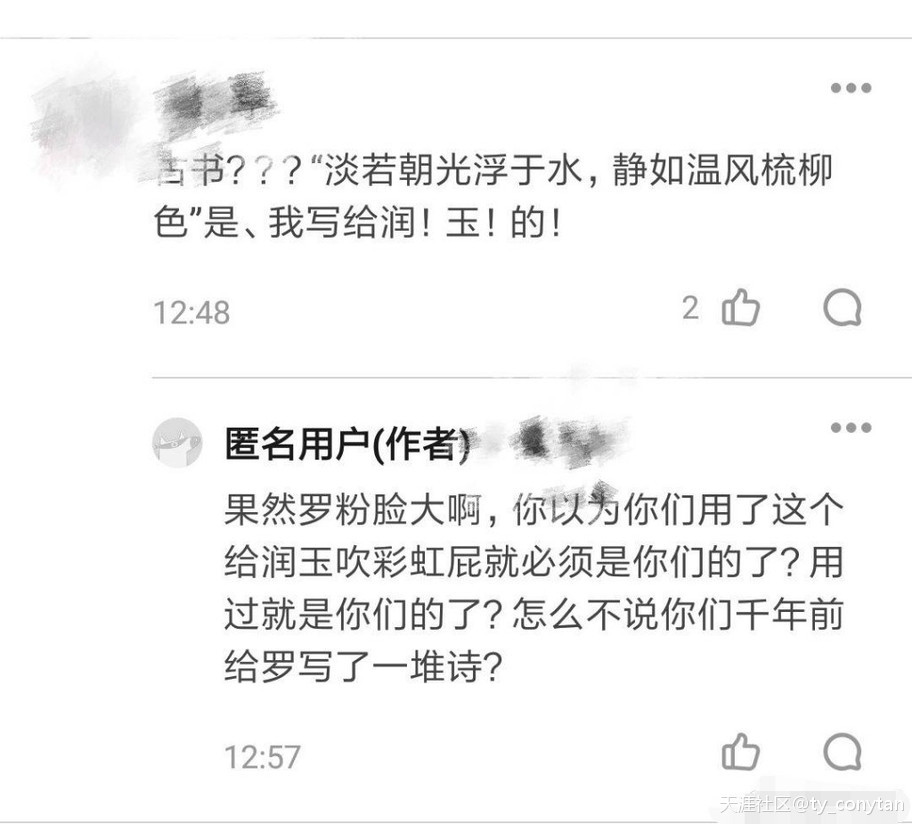 古书???“淡若朝光浮于水,静如温风梳柳
色”是、我写给润!玉!的!
12:48
2
匿名用户(作者)
果然罗粉脸大啊,你以为你们用了这个
给润玉吹彩虹屁就必须是你们的了?用
过就是你们的了?怎么不说你们千年前
给罗写了一堆诗?
12:57
天涯社区@ty_conytan